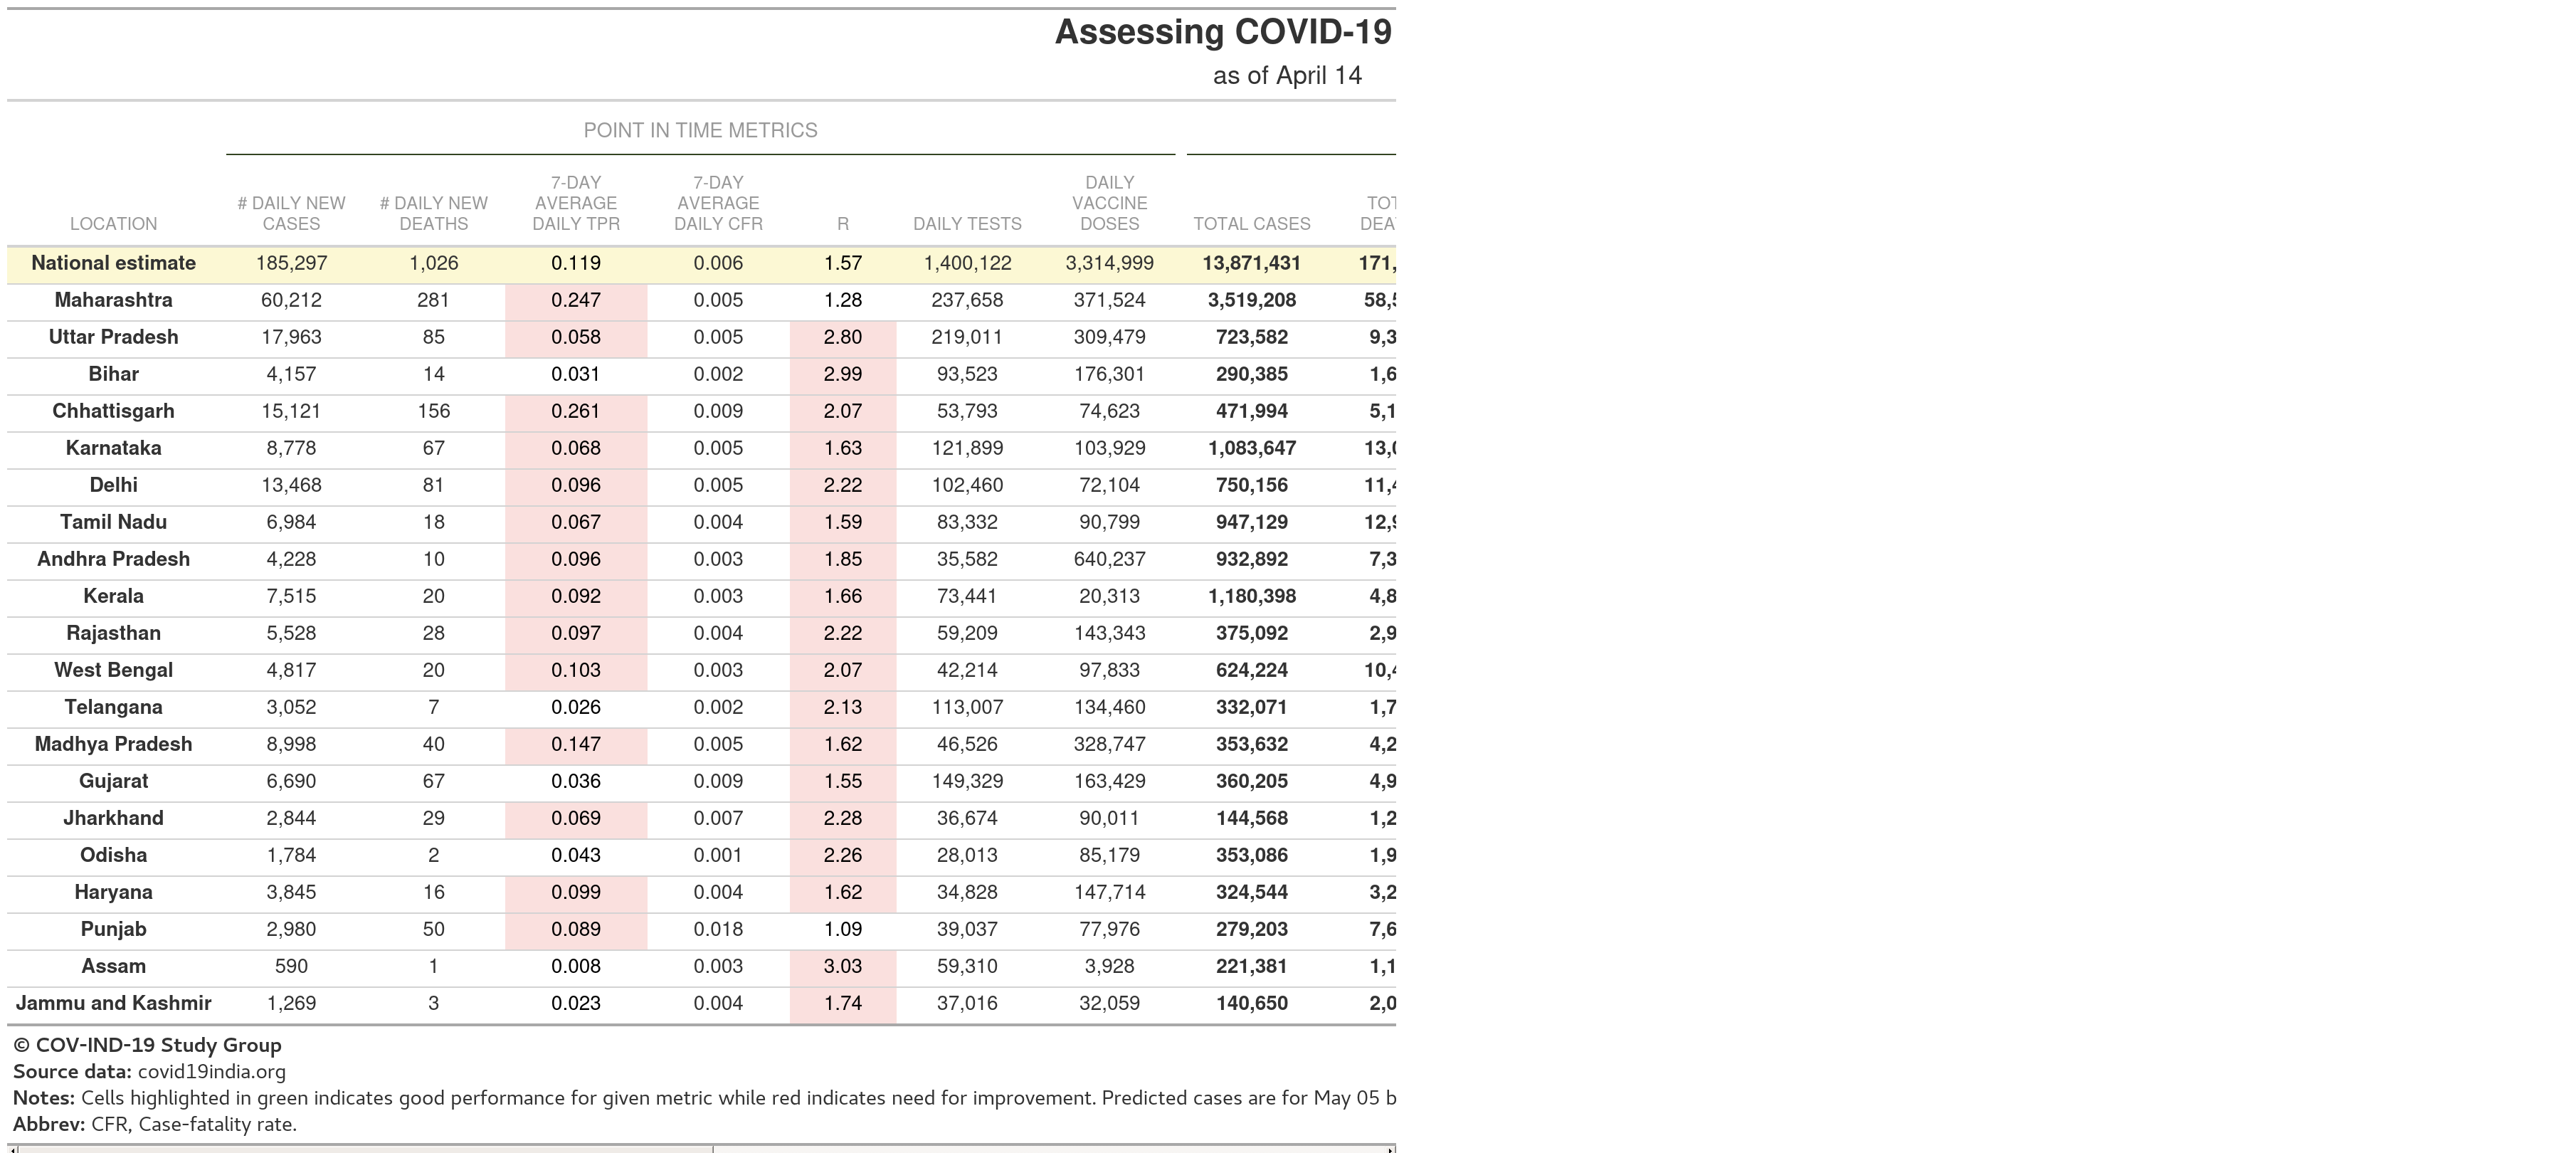 Assessing COVID-19
as of April 14
POINT IN TIME METRICS
LOCATION # DAILY NEW CASES # DAILY NEW DEATHS 7-DAY AVERAGE DAILY TPR 7-DAY AVERAGE DAILY CFR R DAILY TESTS DAILY VACCINE DOSES TOTAL CASES TOT DEA
National estimate 185,297 1,026 0.119 0.006 1.57 1,400,122 3,314,999 13,871,431 171,
Maharashtra 60,212 281 0.247 0.005 1.28 237,658 371,524 3,519,208 58,5
Uttar Pradesh 17,963 85 0.058 0.005 2.80 219,011 309,479 723,582 9,3
Bihar 4,157 14 0.031 0.002 2.99 93,523 176,301 290,385 1,6
Chhattisgarh 15,121 156 0.261 0.009 2.07 53,793 74,623 471,994 5,1
Karnataka 8,778 67 0.068 0.005 1.63 121,899 103,929 1,083,647 13,0
Delhi 13,468 81 0.096 0.005 2.22 102,460 72,104 750,156 11,4
Tamil Nadu 6,984 18 0.067 0.004 1.59 83,332 90,799 947,129 12,9
Andhra Pradesh 4,228 10 0.096 0.003 1.85 35,582 640,237 932,892 7,3
Kerala 7,515 20 0.092 0.003 1.66 73,441 20,313 1,180,398 4,8
Rajasthan 5,528 28 0.097 0.004 2.22 59,209 143,343 375,092 2,9
West Bengal 4,817 20 0.103 0.003 2.07 42,214 97,833 624,224 10,4
Telangana 3,052 7 0.026 0.002 2.13 113,007 134,460 332,071 1,7
Madhya Pradesh 8,998 40 0.147 0.005 1.62 46,526 328,747 353,632 4,2
Gujarat 6,690 67 0.036 0.009 1.55 149,329 163,429 360,205 4,9
Jharkhand 2,844 29 0.069 0.007 2.28 36,674 90,011 144,568 1,2
Odisha 1,784 2 0.043 0.001 2.26 28,013 85,179 353,086 1,9
Haryana 3,845 16 0.099 0.004 1.62 34,828 147,714 324,544 3,2
Punjab 2,980 50 0.089 0.018 1.09 39,037 77,976 279,203 7,6
Assam 590 1 0.008 0.003 3.03 59,310 3,928 221,381 1,1
Jammu and Kashmir 1,269 3 0.023 0.004 1.74 37,016 32,059 140,650 2,0
© COV-IND-19 Study Group
Source data: covid19india.org
Notes: Cells highlighted in green indicates good performance for given metric while red indicates need for improvement. Predicted cases are for May 05 b
Abbrev: CFR, Case-fatality rate.